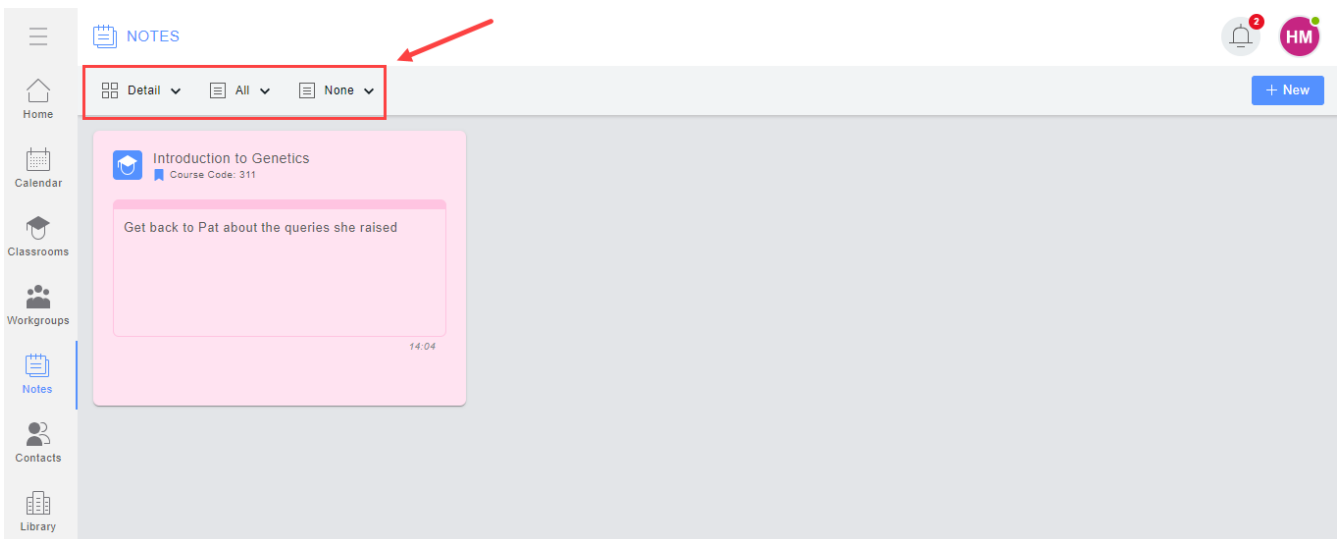 NOTES
2
HM
Detail All None
+ New
Home
Calendar
Classrooms
Workgroups
Notes
Contacts
Library
Introduction to Genetics
Course Code: 311
Get back to Pat about the queries she raised
14:04